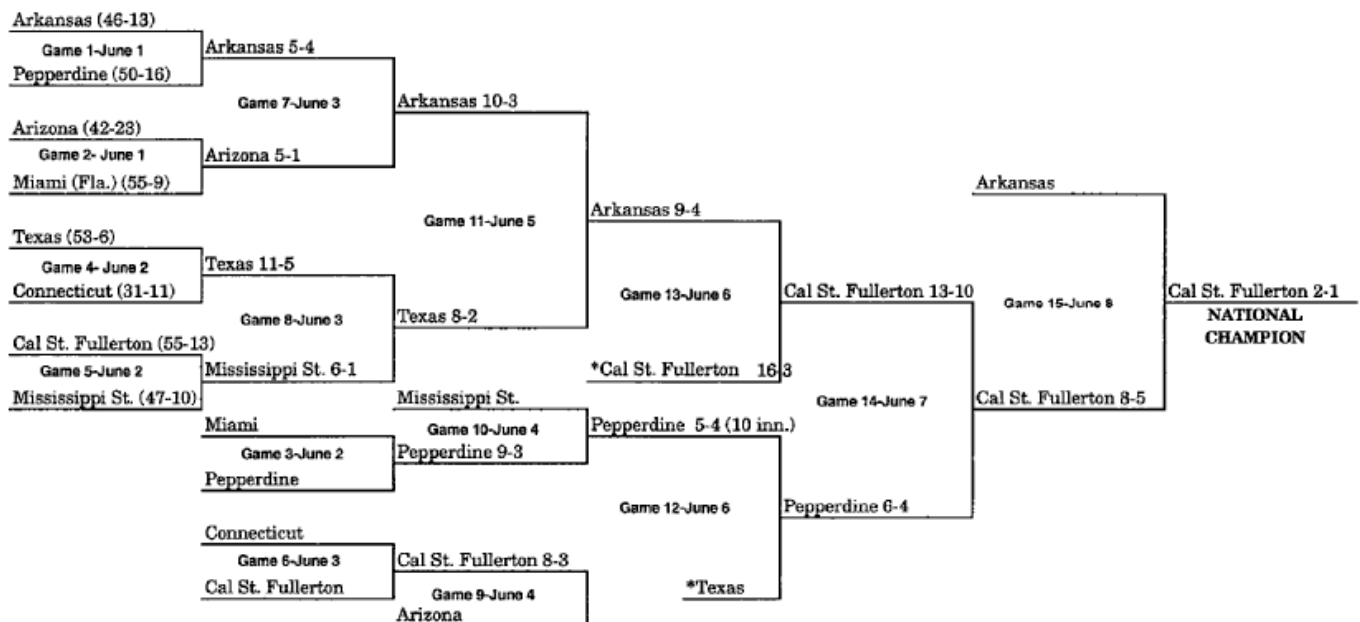 Arkansas (46-13)
Game 1-June 1
Pepperdine (50-16)
Arkansas 5-4
Game 7-June 3
Arizona (42-23)
Game 2- June 1
Miami (Fla.) (55-9)
Arizona 5-1
Arkansas 10-3
Game 11-June 5
Texas (53-6)
Game 4- June 2
Connecticut (31-11)
Texas 11-5
Game 8-June 3
Cal St. Fullerton (55-13)
Game 5-June 2
Mississippi St. (47-10)
Mississippi St. 6-1
Texas 8-2
Arkansas 9-4
Game 13-June 6
*Cal St. Fullerton 16-3
Cal St. Fullerton 13-10
Game 14-June 7
Miami
Game 3-June 2
Pepperdine
Mississippi St.
Game 10-June 4
Pepperdine 9-3
Pepperdine 5-4 (10 inn.)
Game 12-June 6
*Texas
Pepperdine 6-4
Connecticut
Game 6-June 3
Cal St. Fullerton
Cal St. Fullerton 8-3
Game 9-June 4
Arizona
Arkansas
Game 15-June 8
Cal St. Fullerton 8-5
Cal St. Fullerton 2-1
NATIONAL
CHAMPION